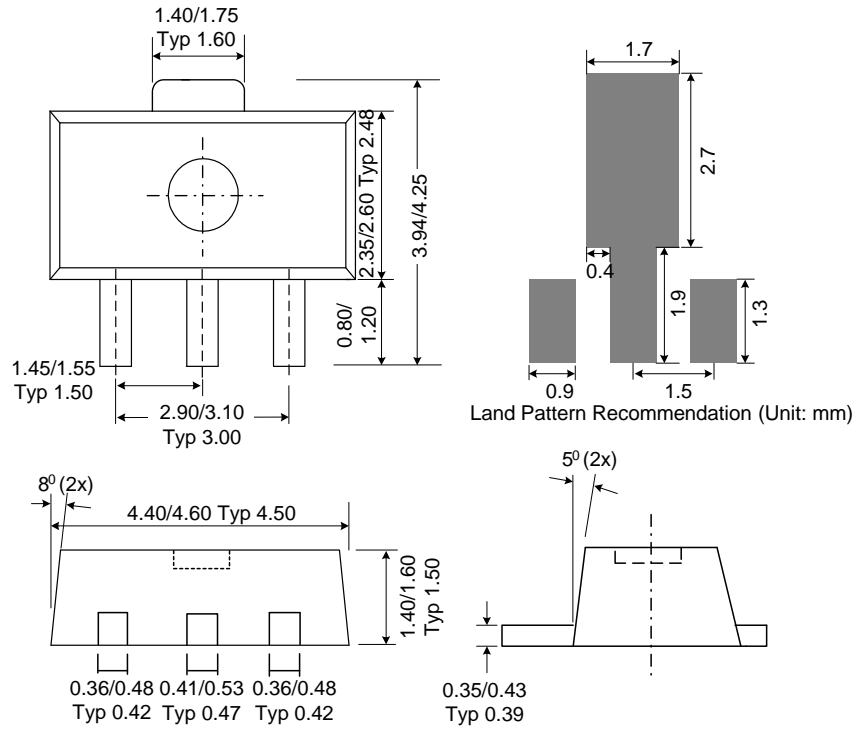 1.40/1.75
Typ 1.60
2.35/2.60 Typ 2.48
3.94/4.25
0.80/
1.20
1.45/1.55
Typ 1.50
2.90/3.10
Typ 3.00
1.7
2.7
0.4
1.9
1.3
0.9
1.5
Land Pattern Recommendation (Unit: mm)
8⁰ (2x)
4.40/4.60 Typ 4.50
1.40/1.60
Typ 1.50
0.36/0.48 0.41/0.53 0.36/0.48
Typ 0.42 Typ 0.47 Typ 0.42
5⁰ (2x)
0.35/0.43
Typ 0.39